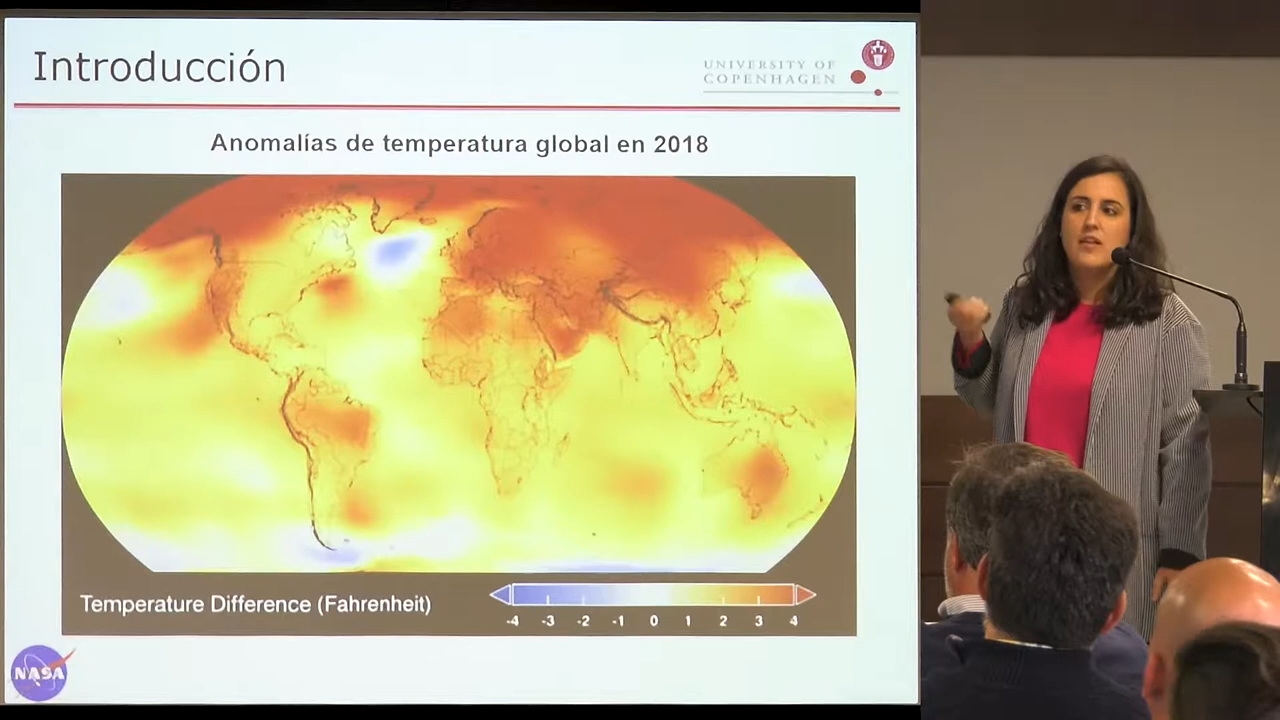 Introducción
UNIVERSITY OF
COPENHAGEN
Anomalías de temperatura global en 2018
Temperature Difference (Fahrenheit)
-4 -3 -2 -1 0 1 2 3 4
NASA